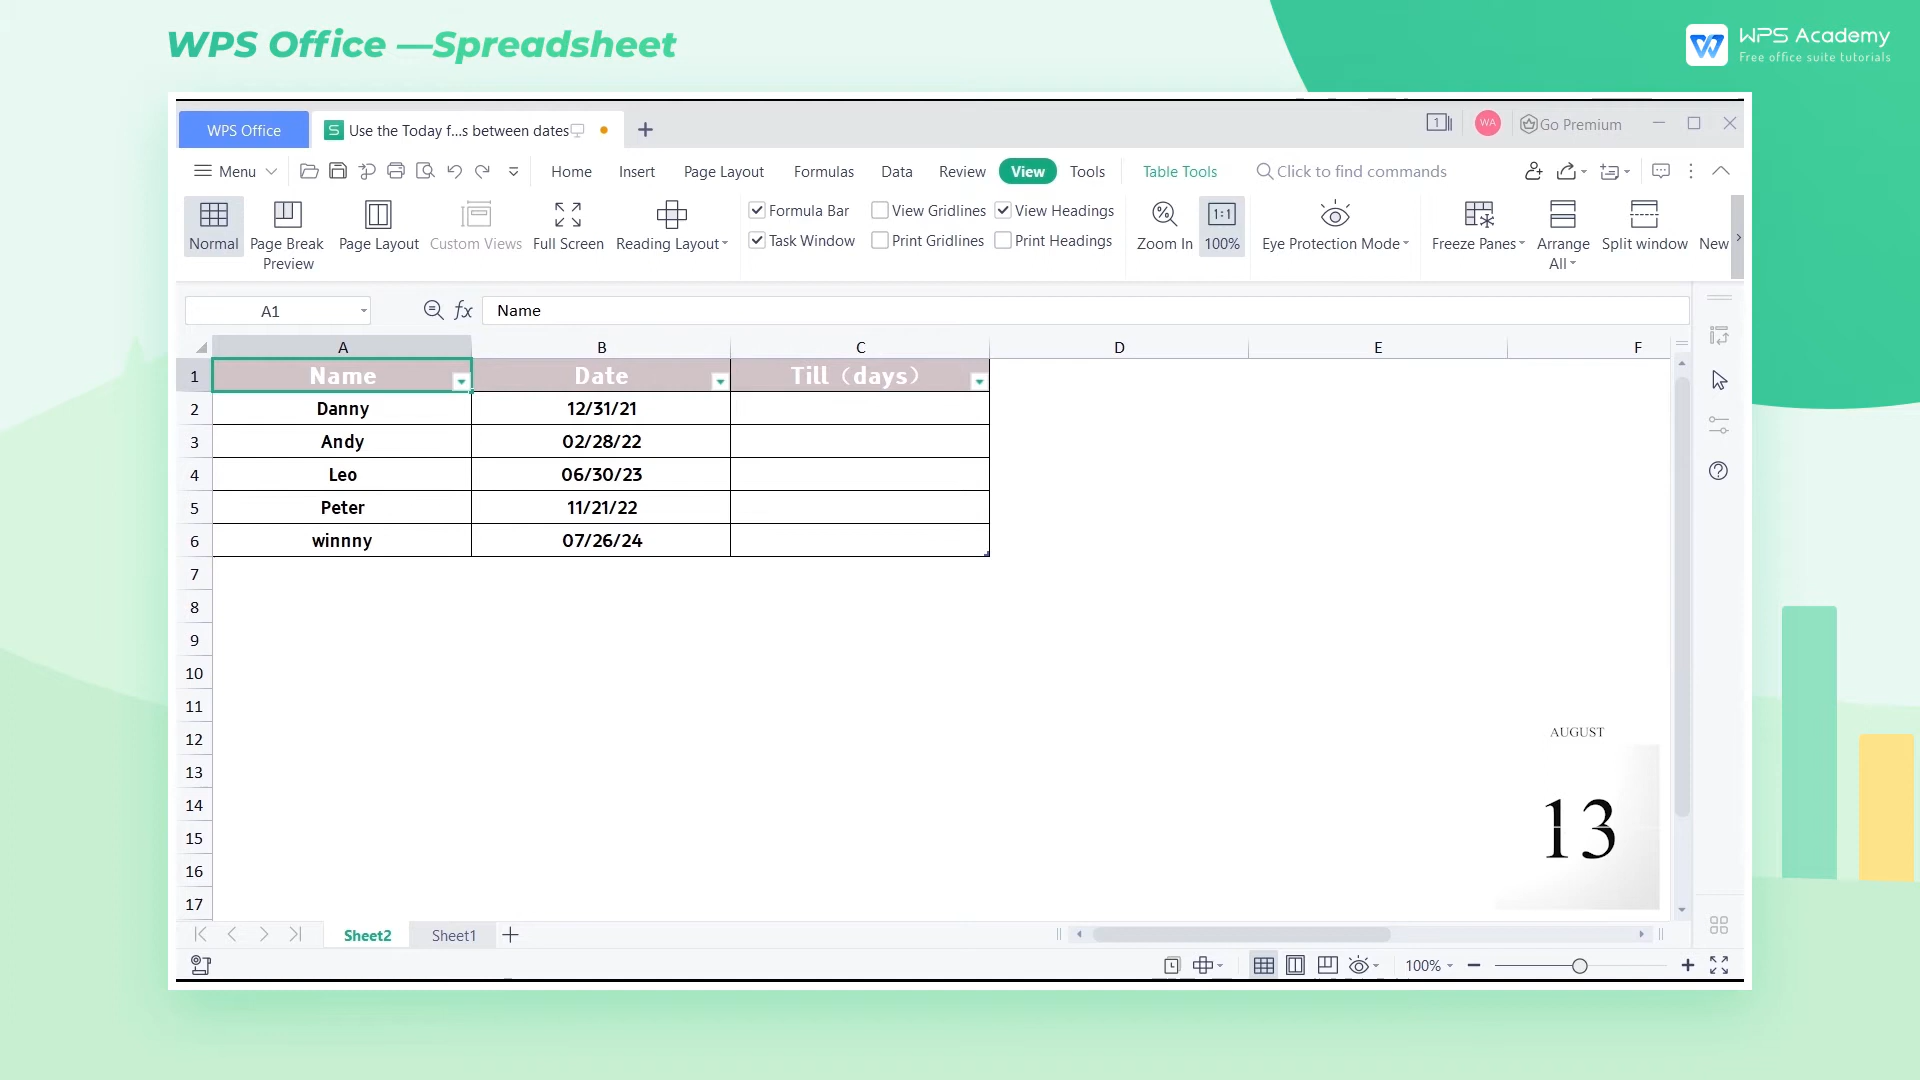 WPS Office —Spreadsheet
WPS Academy
Free office suite tutorials
WPS Office
S Use the Today f...s between dates
1
WA
Go Premium
Menu
Home Insert Page Layout Formulas Data Review View Tools Table Tools Click to find commands
Normal
Page Break
Preview
Page Layout
Custom Views
Full Screen
Reading Layout
Formula Bar
View Gridlines
View Headings
Task Window
Print Gridlines
Print Headings
Zoom In
1:1
100%
Eye Protection Mode
Freeze Panes
Arrange
All
Split window
New
A1
fx
Name
A B C D E F
1 Name Date Till（days）
2 Danny 12/31/21
3 Andy 02/28/22
4 Leo 06/30/23
5 Peter 11/21/22
6 winnny 07/26/24
7
8
9
10
11
12
13
14
15
16
17
AUGUST
13
Sheet2 Sheet1
100%